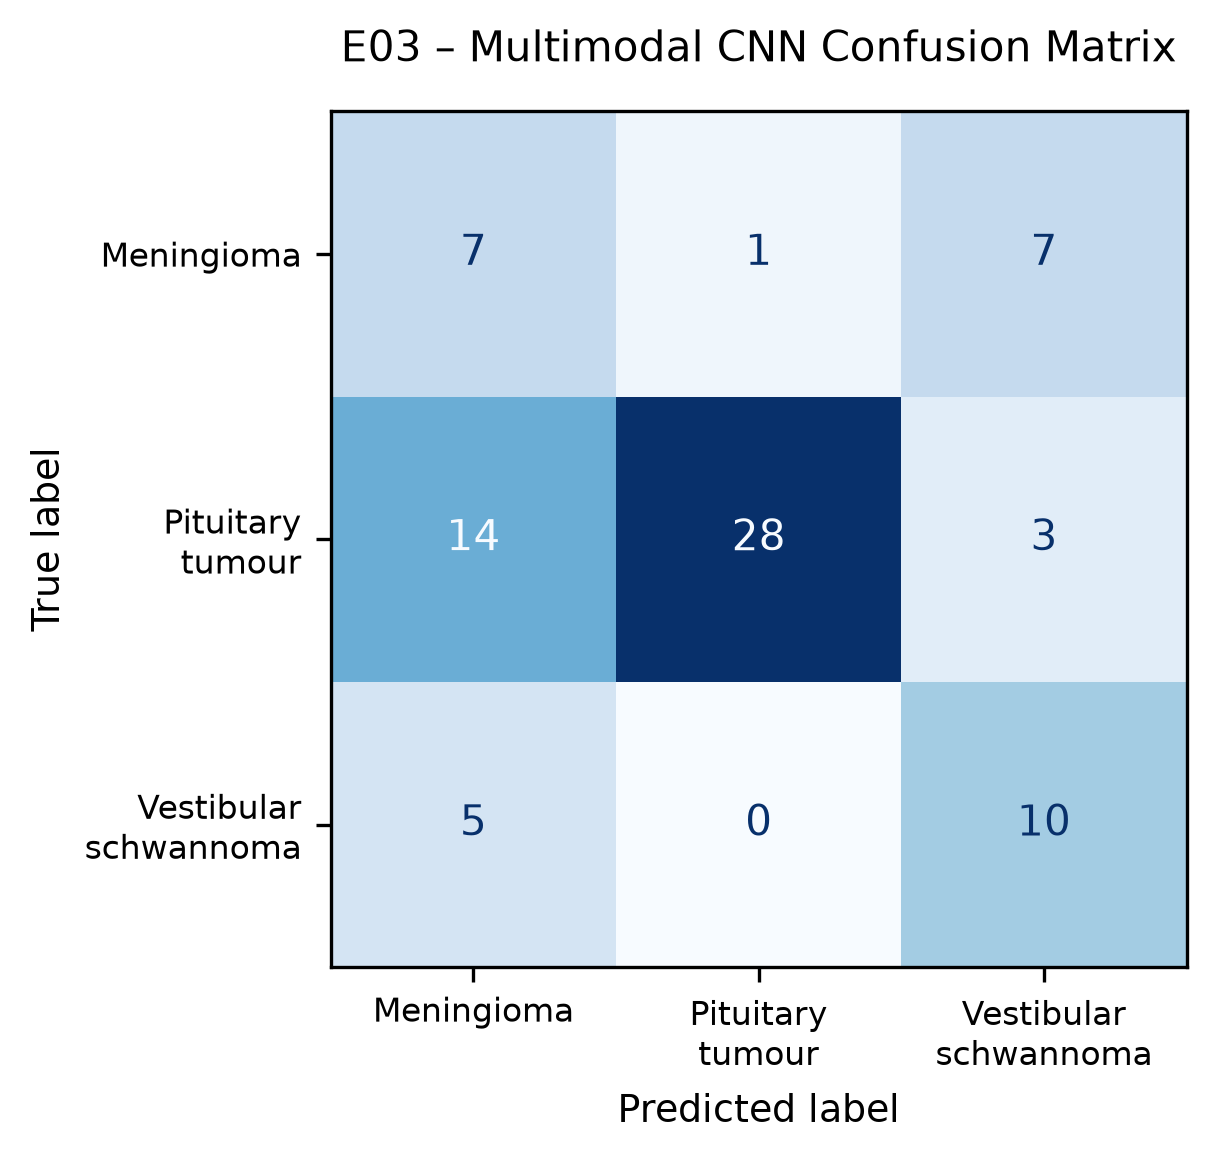 E03 – Multimodal CNN Confusion Matrix
True label
Meningioma
7
1
7
Pituitary
tumour
14
28
3
Vestibular
schwannoma
5
0
10
Meningioma
Pituitary
tumour
Vestibular
schwannoma
Predicted label